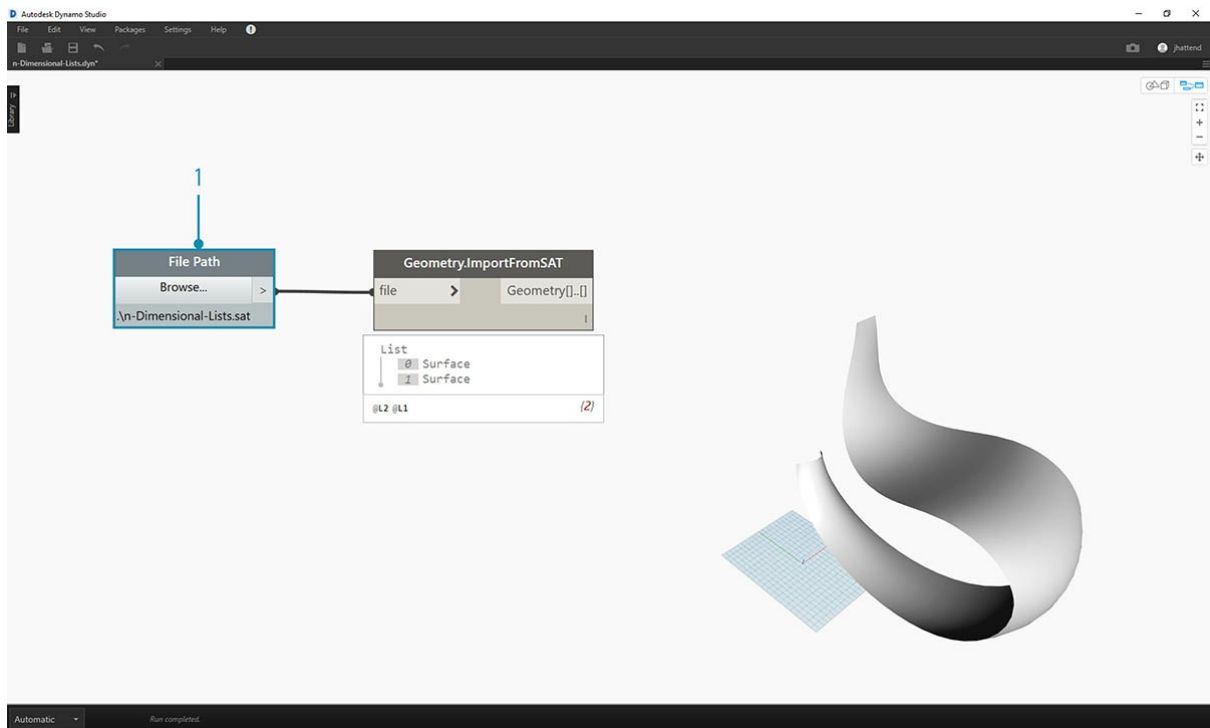 D Autodesk Dynamo Studio
File Edit View Packages Settings Help !
jhattend
n-Dimensional-Lists.dyn*
Library
1
File Path
Browse... >
.\n-Dimensional-Lists.sat
Geometry.ImportFromSAT
file > Geometry[]..[]
l
List
0 Surface
1 Surface
@L2 @L1 {2}
Automatic Run completed.